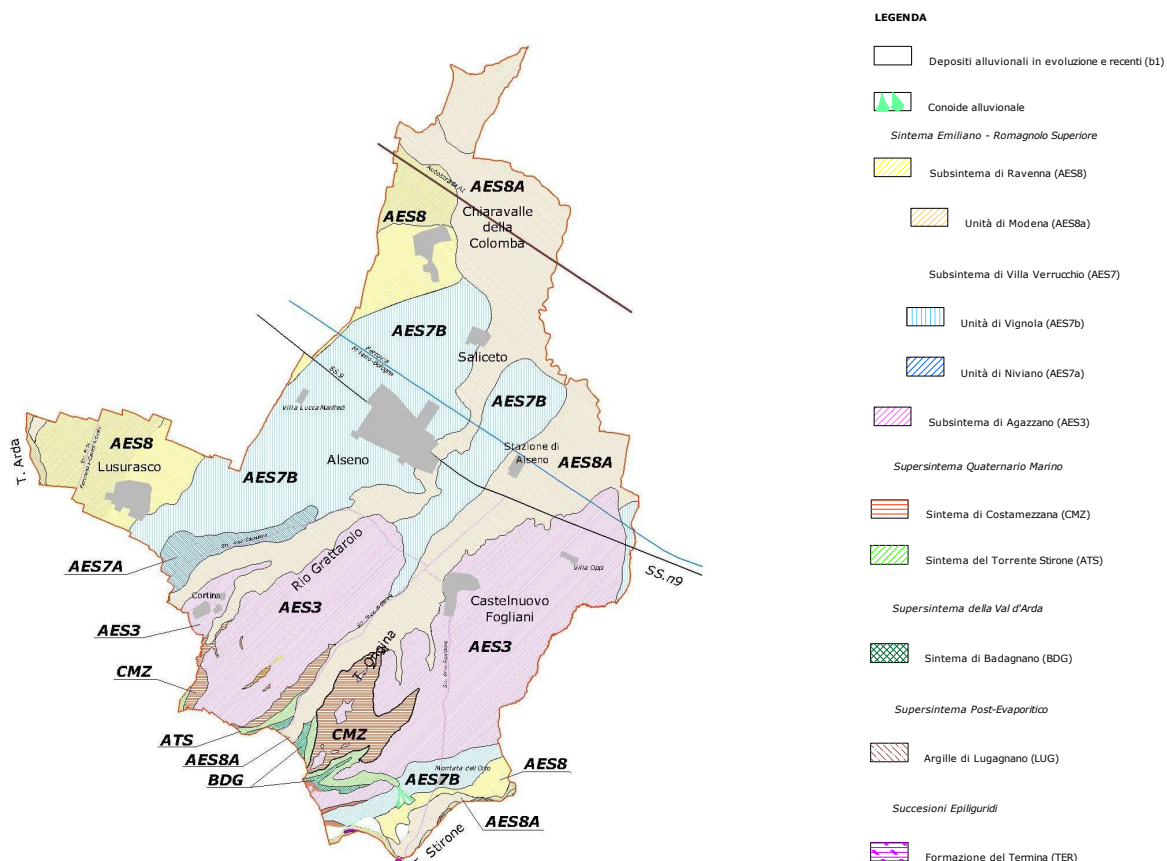 AES8A
Autostrada A1
Chiaravalle
della
Colomba
AES8
AES7B
Saliceto
Ferrovia
Milano-Bologna
SS.9
Villa Lucca Manfredi
AES7B
Stazione di
Alseno
AES8A
Alseno
AES8
Lusurasco
T. Arda
AES7B
AES7A
Rio Grattarolo
Cortina
AES3
AES3
Villa Oppi
SS.n9
Castelnuovo
Fogliani
AES3
T. Ongina
CMZ
CMZ
ATS
AES8A
BDG
AES7B
AES8
AES8A
Stirone
LEGENDA
Depositi alluvionali in evoluzione e recenti (b1)
Conoide alluvionale
Sintema Emiliano - Romagnolo Superiore
Subsintema di Ravenna (AES8)
Unità di Modena (AES8a)
Subsintema di Villa Verrucchio (AES7)
Unità di Vignola (AES7b)
Unità di Niviano (AES7a)
Subsintema di Agazzano (AES3)
Supersintema Quaternario Marino
Sintema di Costamezzana (CMZ)
Sintema del Torrente Stirone (ATS)
Supersintema della Val d'Arda
Sintema di Badagnano (BDG)
Supersintema Post-Evaporitico
Argille di Lugagnano (LUG)
Succesioni Epiliguridi
Formazione del Termina (TER)